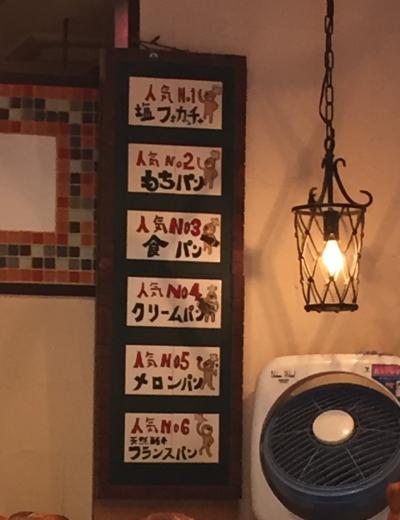 人気No.1
塩フォカッチャ
人気No2
もちパン
人気No3
食パン
人気No4
クリームパン
人気No5
メロンパン
人気No6
天然酵母
フランスパン